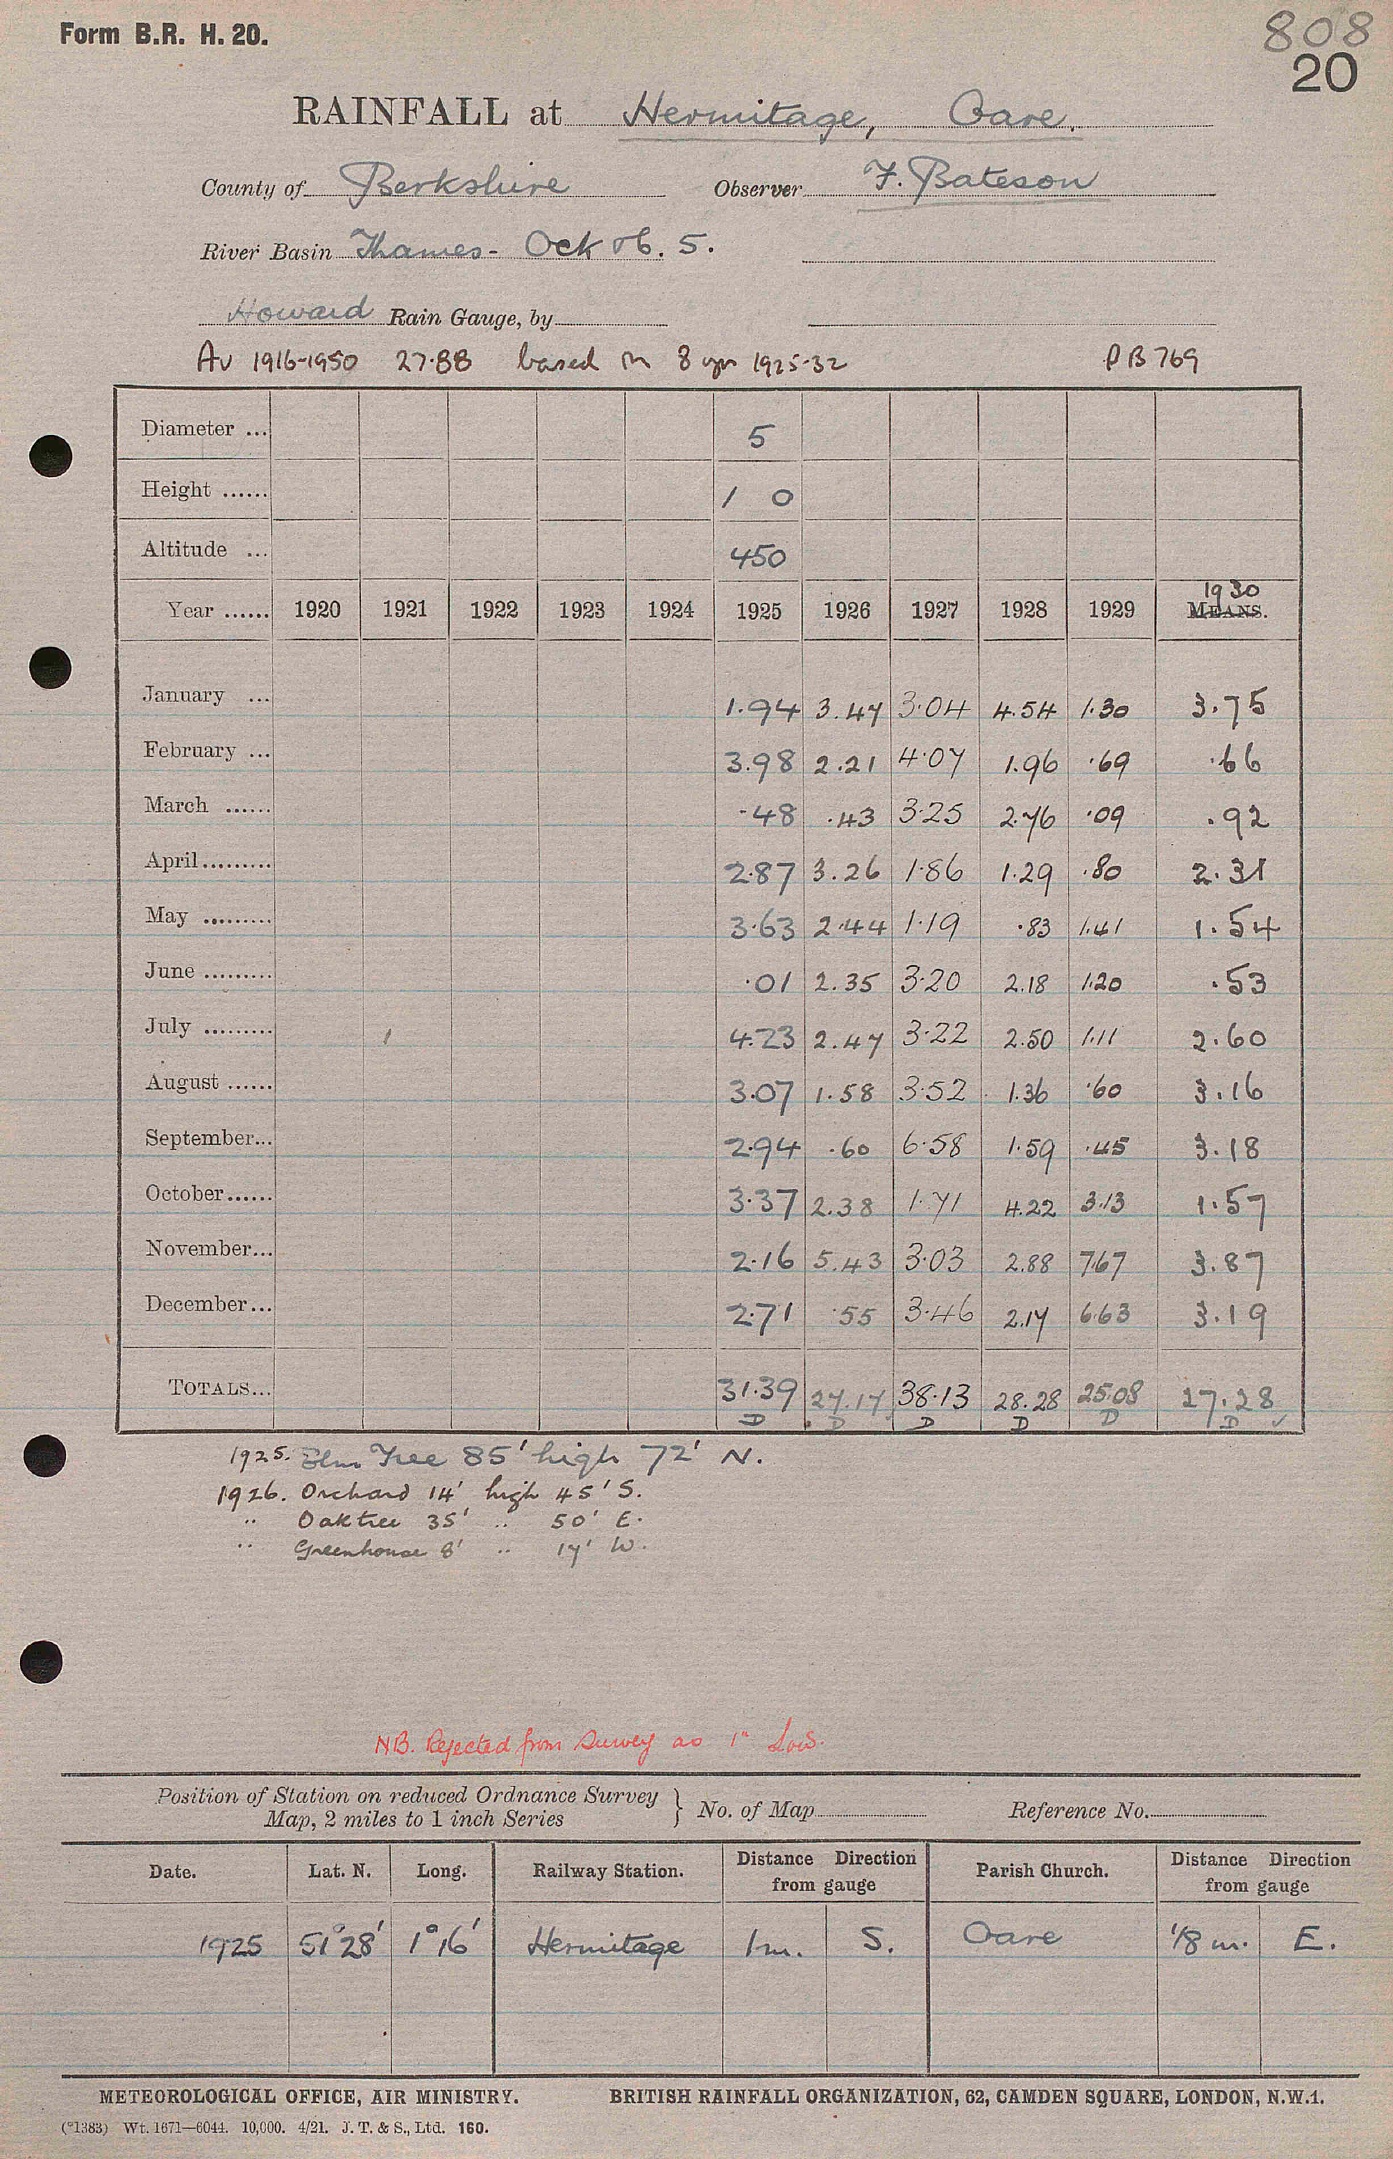 Form B.R. H. 20.
808
20
RAINFALL at Hermitage, Oare.
County of Berkshire Observer F. Bateson
River Basin Thames - Ock 06. 5.
Howard Rain Gauge, by
Av 1916-1950 27.88 based on 8 yrs 1925-32 PB 769
Diameter ... 5
Height ...... 1 0
Altitude ... 450
1930
Year ...... 1920 1921 1922 1923 1924 1925 1926 1927 1928 1929 MEANS.
January ... 1.94 3.47 3.04 4.54 1.30 3.75
February ... 3.98 2.21 4.07 1.96 .69 .66
March ...... .48 .43 3.25 2.76 .09 .92
April ......... 2.87 3.26 1.86 1.29 .80 2.31
May ......... 3.63 2.44 1.19 .83 1.41 1.54
June ......... .01 2.35 3.20 2.18 1.20 .53
July ......... 4.23 2.47 3.22 2.50 1.11 2.60
August ...... 3.07 1.58 3.52 1.36 .60 3.16
September... 2.94 .60 6.58 1.59 .45 3.18
October...... 3.37 2.38 1.71 4.22 3.13 1.57
November... 2.16 5.43 3.03 2.88 7.67 3.87
December... 2.71 .55 3.46 2.17 6.63 3.19
TOTALS... 31.39 27.17 38.13 28.28 25.08 27.28
D D D D D D ✓
1925. Elm Tree 85' high 72' N.
1926. Orchard 14' high 45' S.
" Oaktree 35' " 50' E.
" Greenhouse 8' " 17' W.
NB. Rejected from Survey as 1" Low.
Position of Station on reduced Ordnance Survey
Map, 2 miles to 1 inch Series } No. of Map Reference No.
Date. Lat. N. Long. Railway Station. Distance Direction from gauge Parish Church. Distance Direction from gauge
1925 51°28' 1°16' Hermitage 1m. S. Oare 1/8 m. E.
METEOROLOGICAL OFFICE, AIR MINISTRY. BRITISH RAINFALL ORGANIZATION, 62, CAMDEN SQUARE, LONDON, N.W.1.
(*1383) Wt. 1671—6044. 10,000. 4/21. J. T. & S., Ltd. 160.